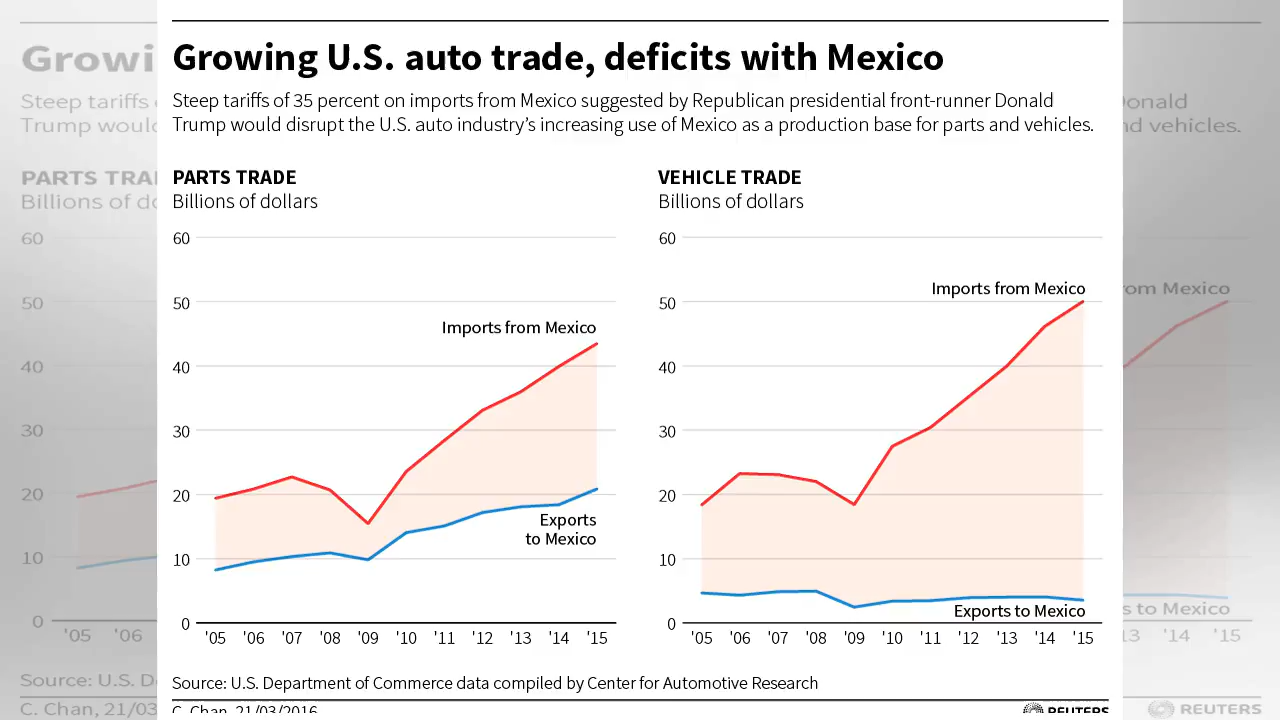 Growing U.S. auto trade, deficits with Mexico
Steep tariffs of 35 percent on imports from Mexico suggested by Republican presidential front-runner Donald
Trump would disrupt the U.S. auto industry's increasing use of Mexico as a production base for parts and vehicles.
PARTS TRADE
Billions of dollars
60
50
40
30
20
10
0
Imports from Mexico
Exports
to Mexico
'05 '06 '07 '08 '09 '10 '11 '12 '13 '14 '15
VEHICLE TRADE
Billions of dollars
60
50
40
30
20
10
0
Imports from Mexico
Exports to Mexico
'05 '06 '07 '08 '09 '10 '11 '12 '13 '14 '15
Source: U.S. Department of Commerce data compiled by Center for Automotive Research
C. Chan, 21/03/2016
REUTERS